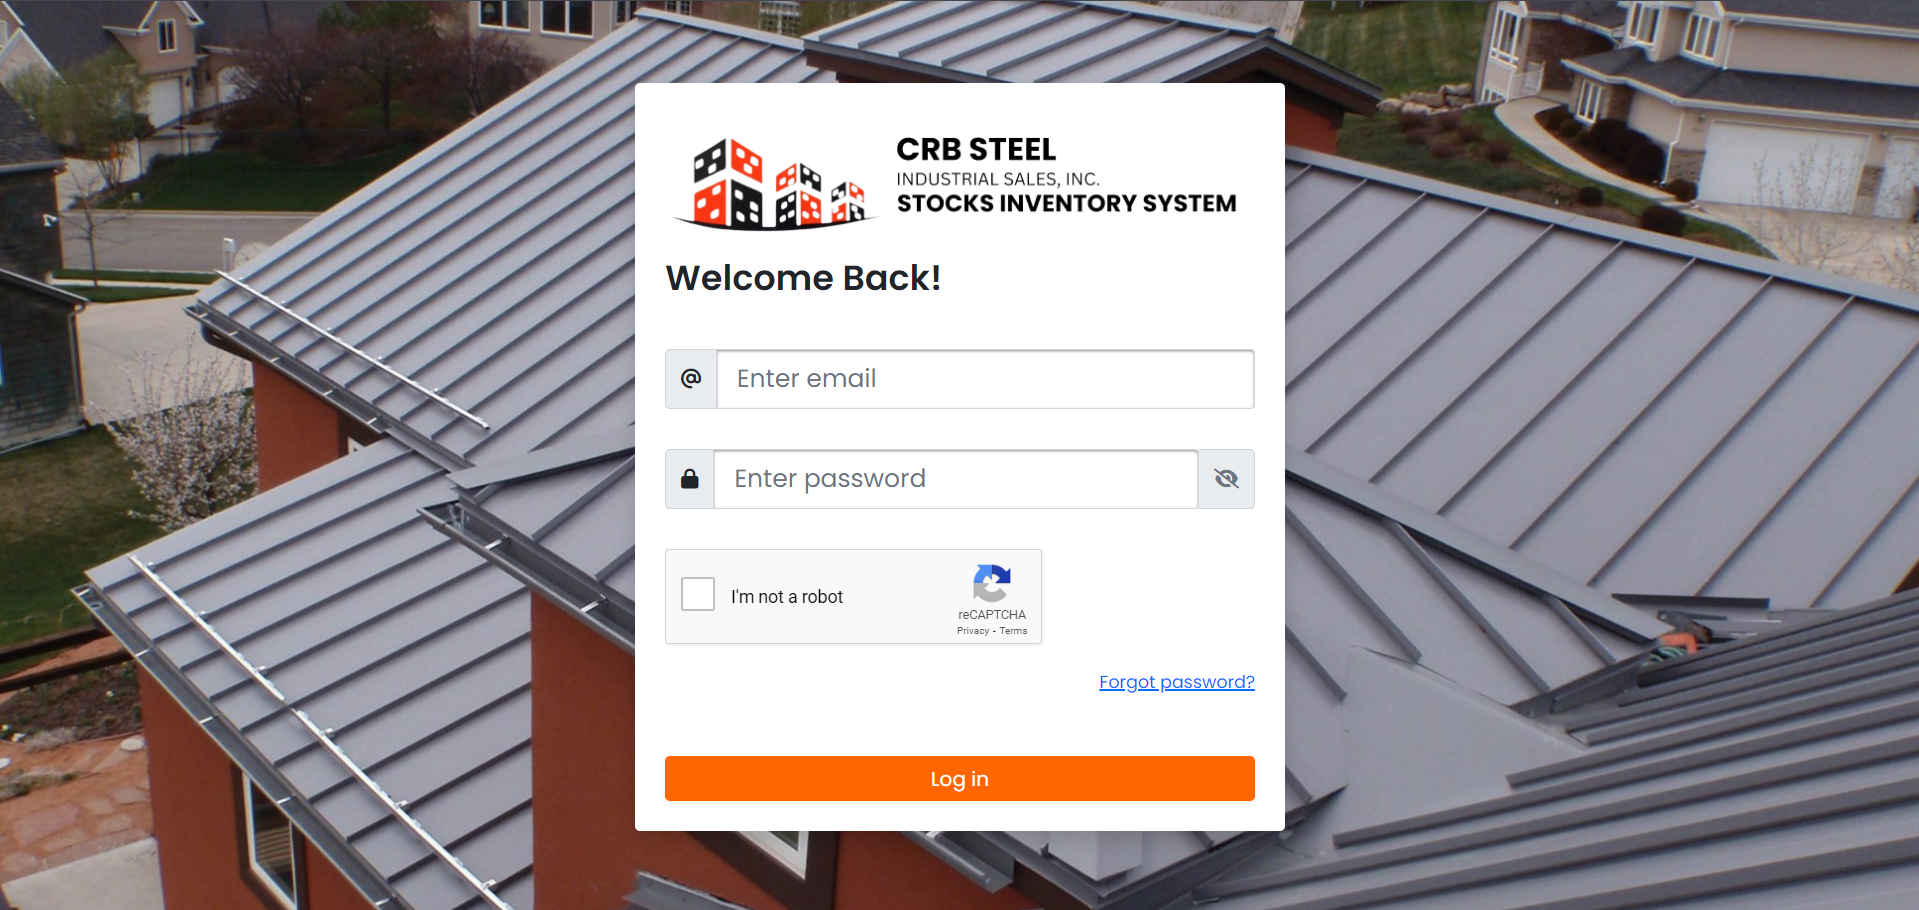 CRB STEEL
INDUSTRIAL SALES, INC.
STOCKS INVENTORY SYSTEM
Welcome Back!
@ Enter email
Enter password
I'm not a robot
reCAPTCHA
Privacy - Terms
Forgot password?
Log in